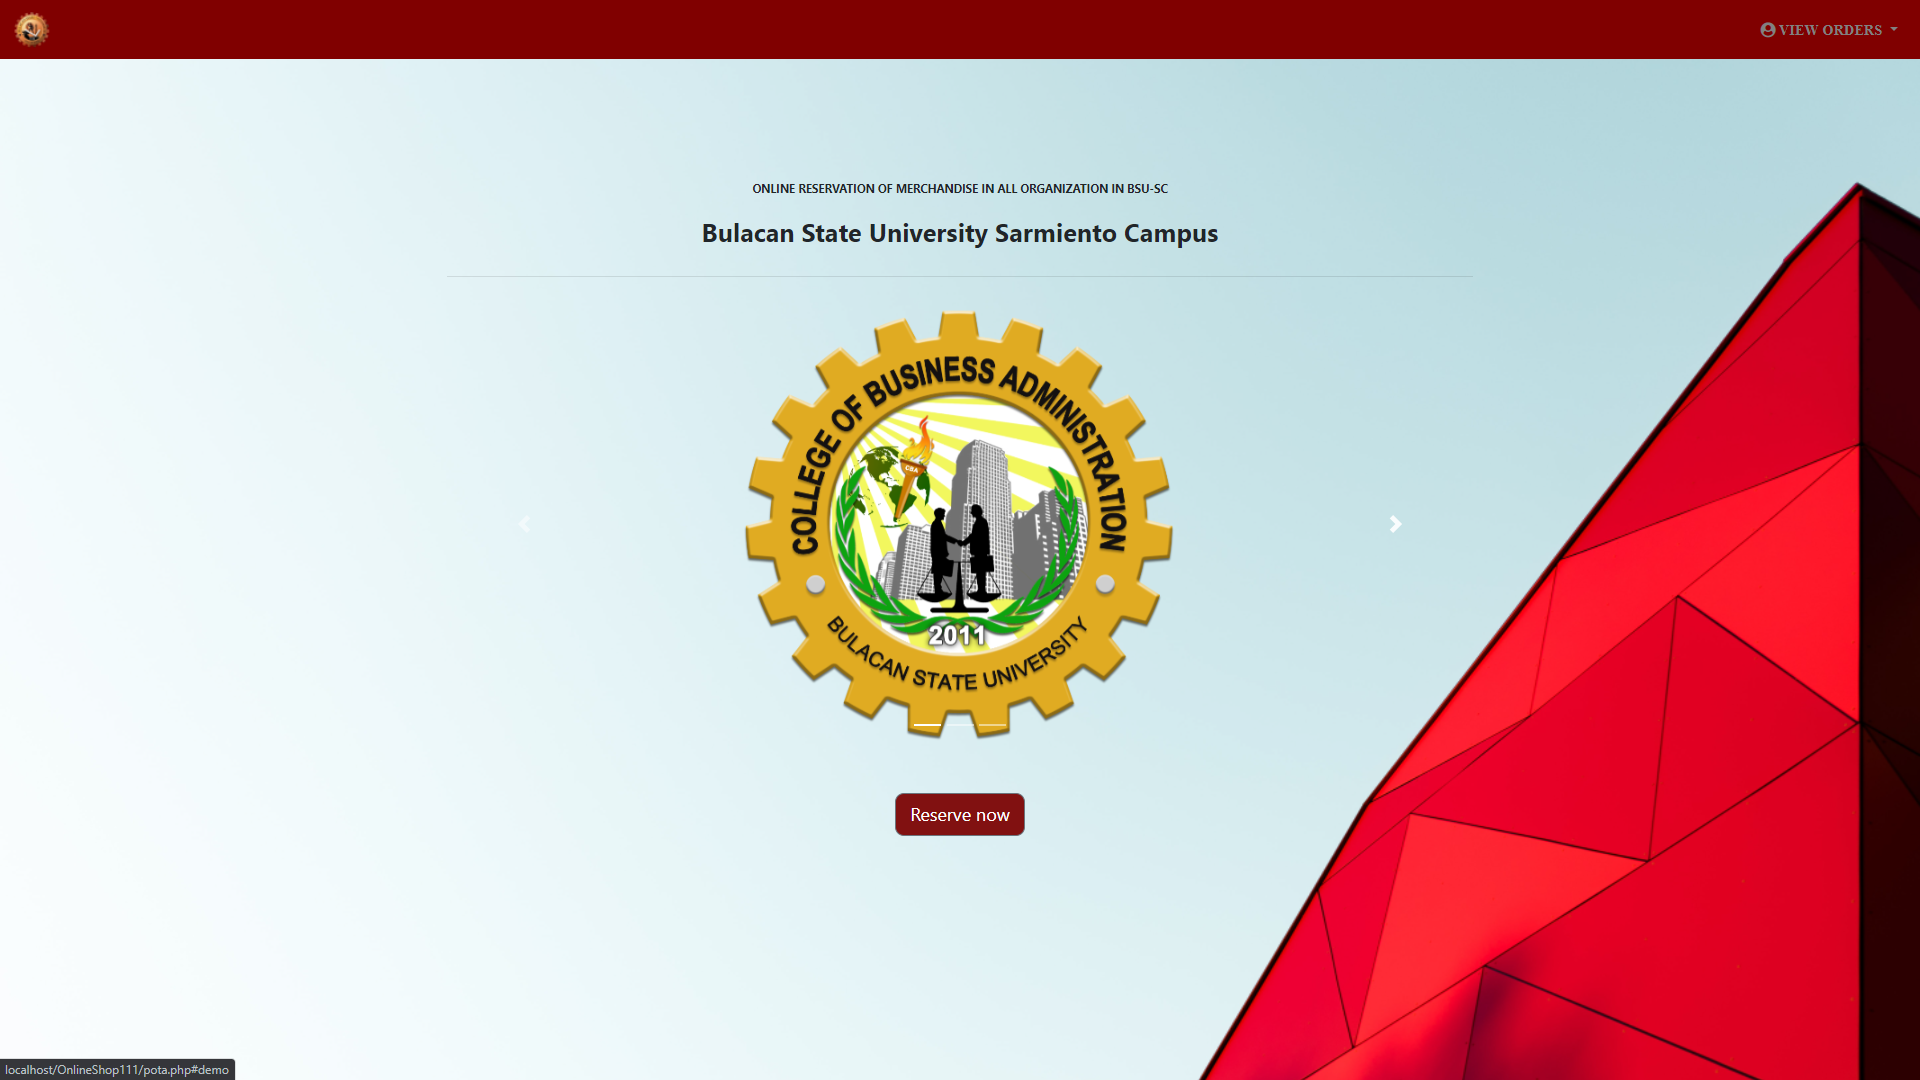 VIEW ORDERS
ONLINE RESERVATION OF MERCHANDISE IN ALL ORGANIZATION IN BSU-SC
Bulacan State University Sarmiento Campus
COLLEGE OF BUSINESS ADMINISTRATION
CBA
2011
BULACAN STATE UNIVERSITY
Reserve now
localhost/OnlineShop111/pota.php#demo